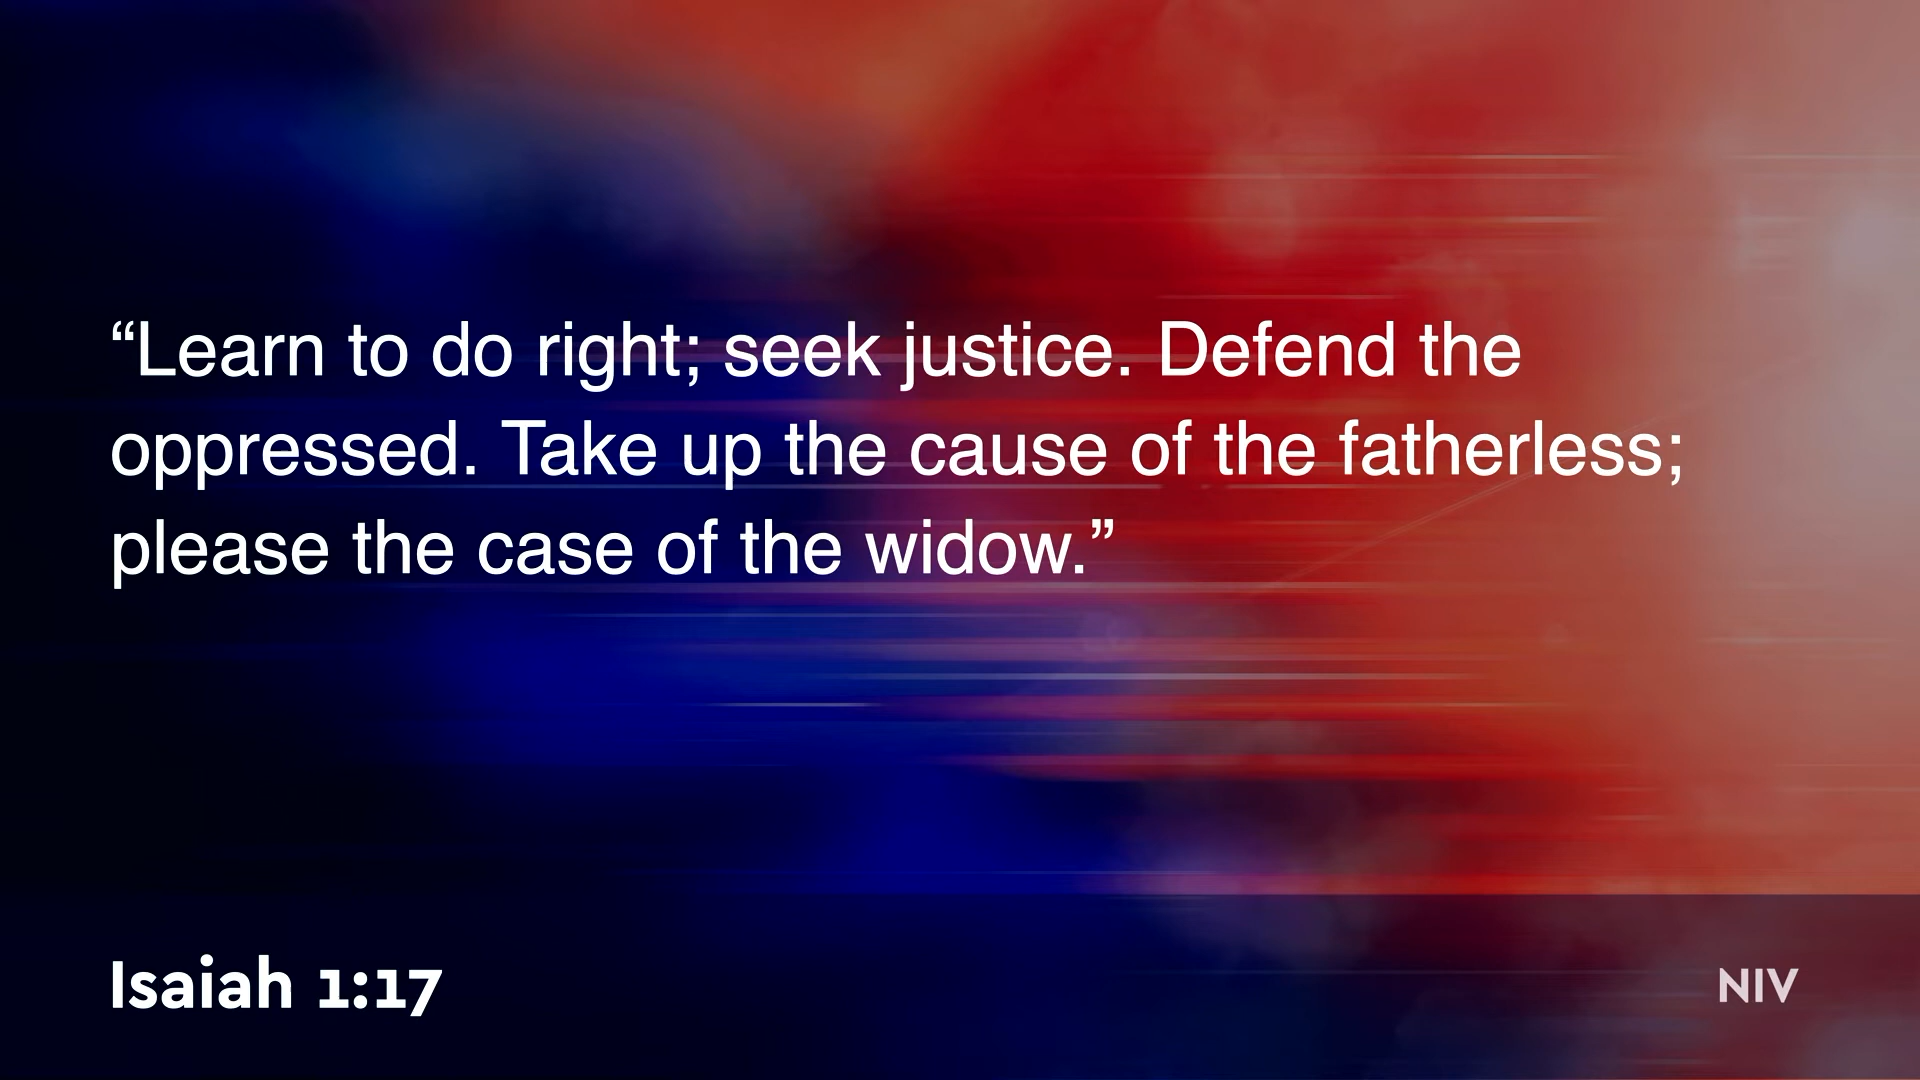 “Learn to do right; seek justice. Defend the
oppressed. Take up the cause of the fatherless;
please the case of the widow.”
Isaiah 1:17
NIV